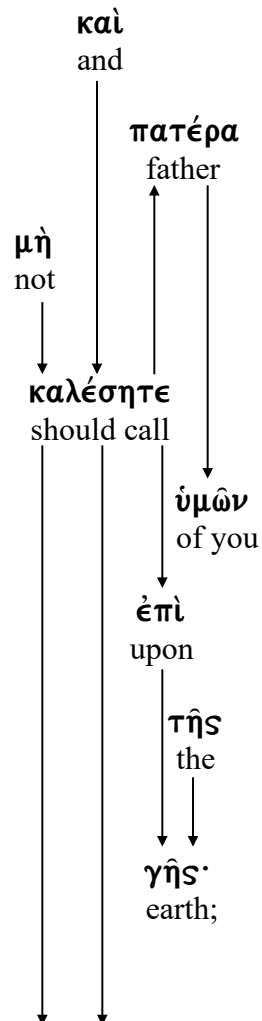 καὶ
and
πατέρα
father
μὴ
not
καλέσητε
should call
ὑμῶν
of you
ἐπὶ
upon
τῆς
the
γῆς·
earth;